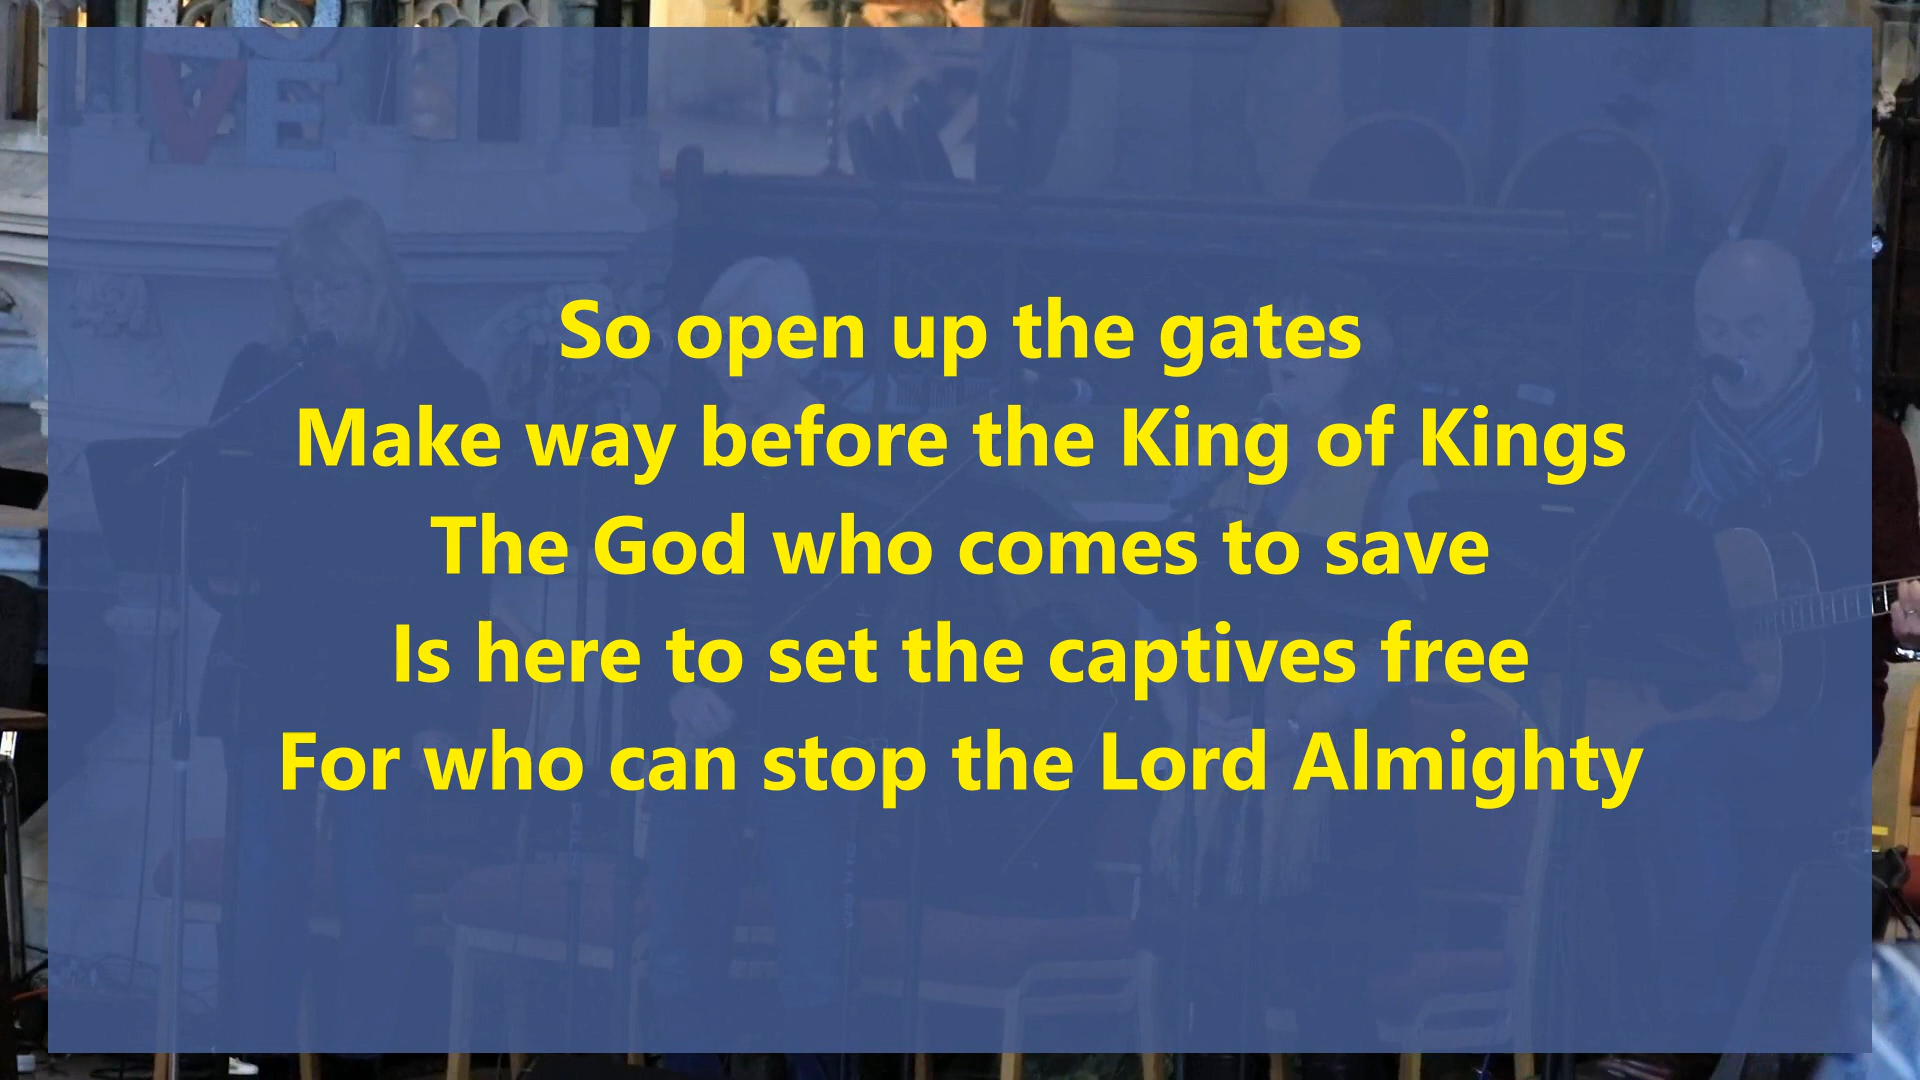 LOVE
So open up the gates
Make way before the King of Kings
The God who comes to save
Is here to set the captives free
For who can stop the Lord Almighty